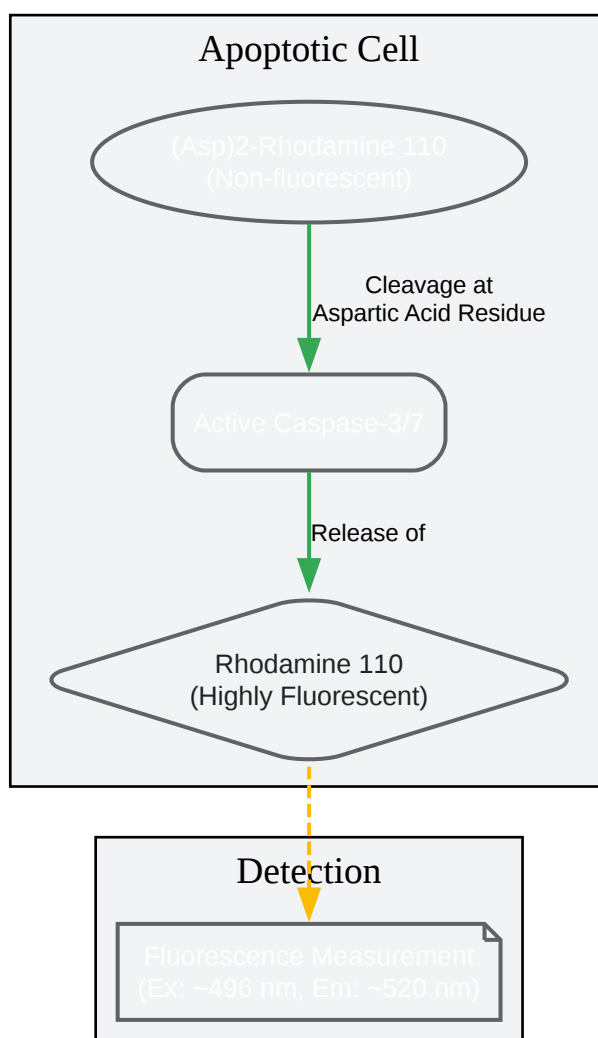 Apoptotic Cell
(Asp)2-Rhodamine 110
(Non-fluorescent)
Cleavage at
Aspartic Acid Residue
Active Caspase-3/7
Release of
Rhodamine 110
(Highly Fluorescent)
Detection
Fluorescence Measurement
(Ex: ~496 nm, Em: ~520 nm)